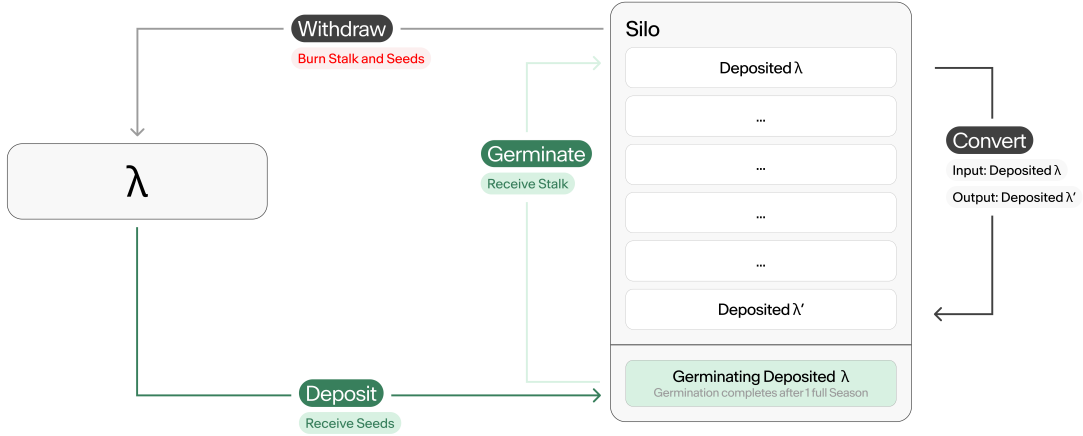 Withdraw
Burn Stalk and Seeds
λ
Deposit
Receive Seeds
Germinate
Receive Stalk
Silo
Deposited λ
...
...
...
...
Deposited λ’
Germinating Deposited λ
Germination completes after 1 full Season
Convert
Input: Deposited λ
Output: Deposited λ’